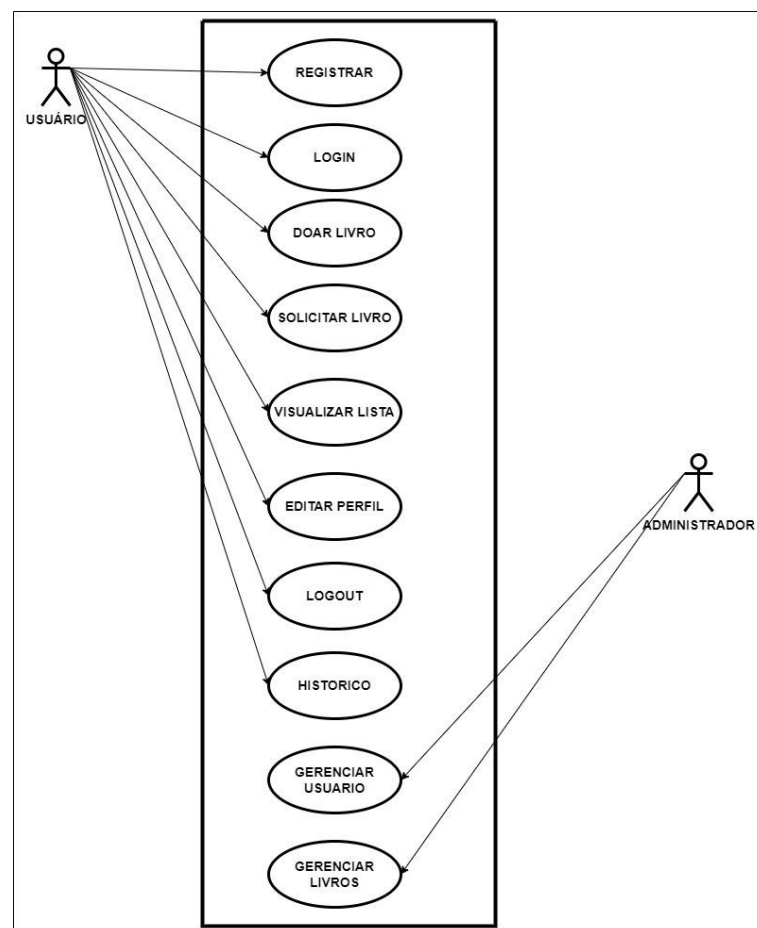 REGISTRAR
USUÁRIO
LOGIN
DOAR LIVRO
SOLICITAR LIVRO
VISUALIZAR LISTA
EDITAR PERFIL
ADMINISTRADOR
LOGOUT
HISTORICO
GERENCIAR
USUARIO
GERENCIAR
LIVROS